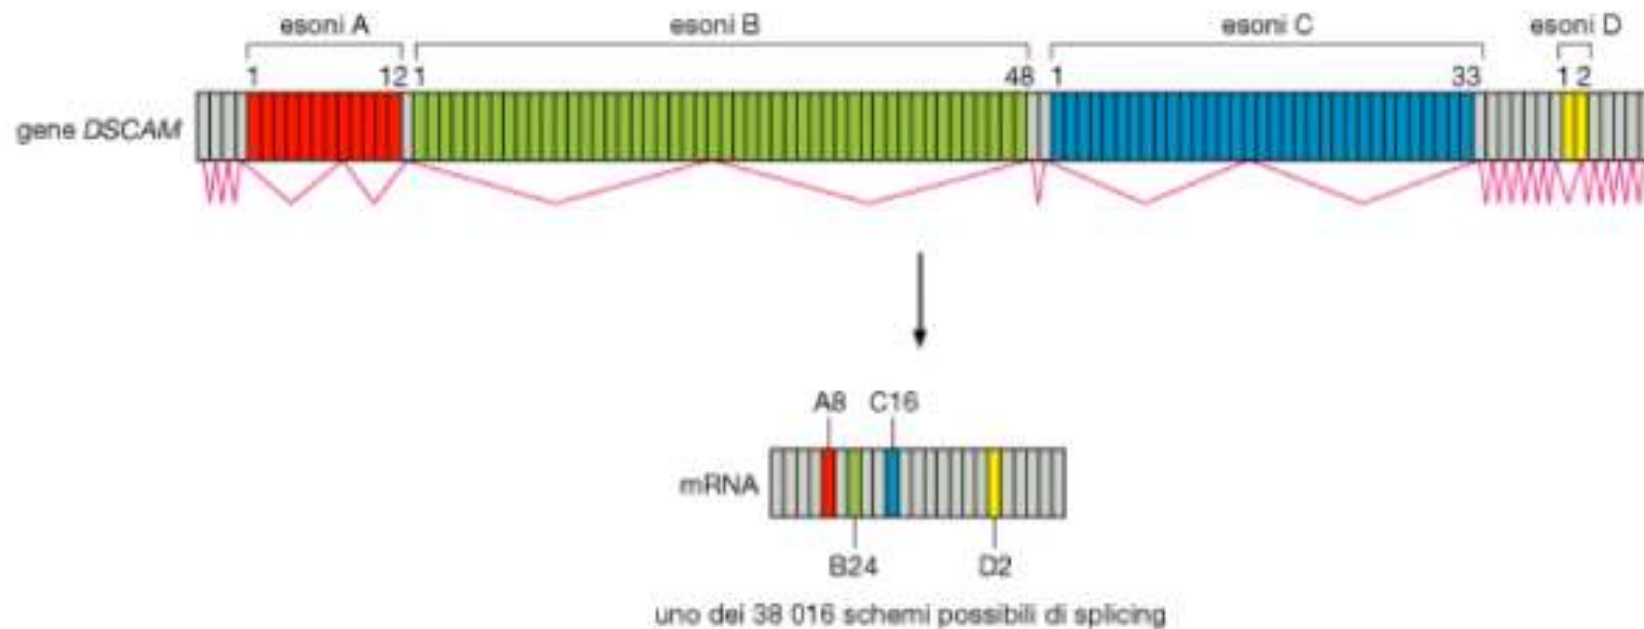 esoni A esoni B esoni C esoni D
1 12 1 48 1 33 1 2
gene DSCAM
A8 C16
mRNA
B24 D2
uno dei 38 016 schemi possibili di splicing